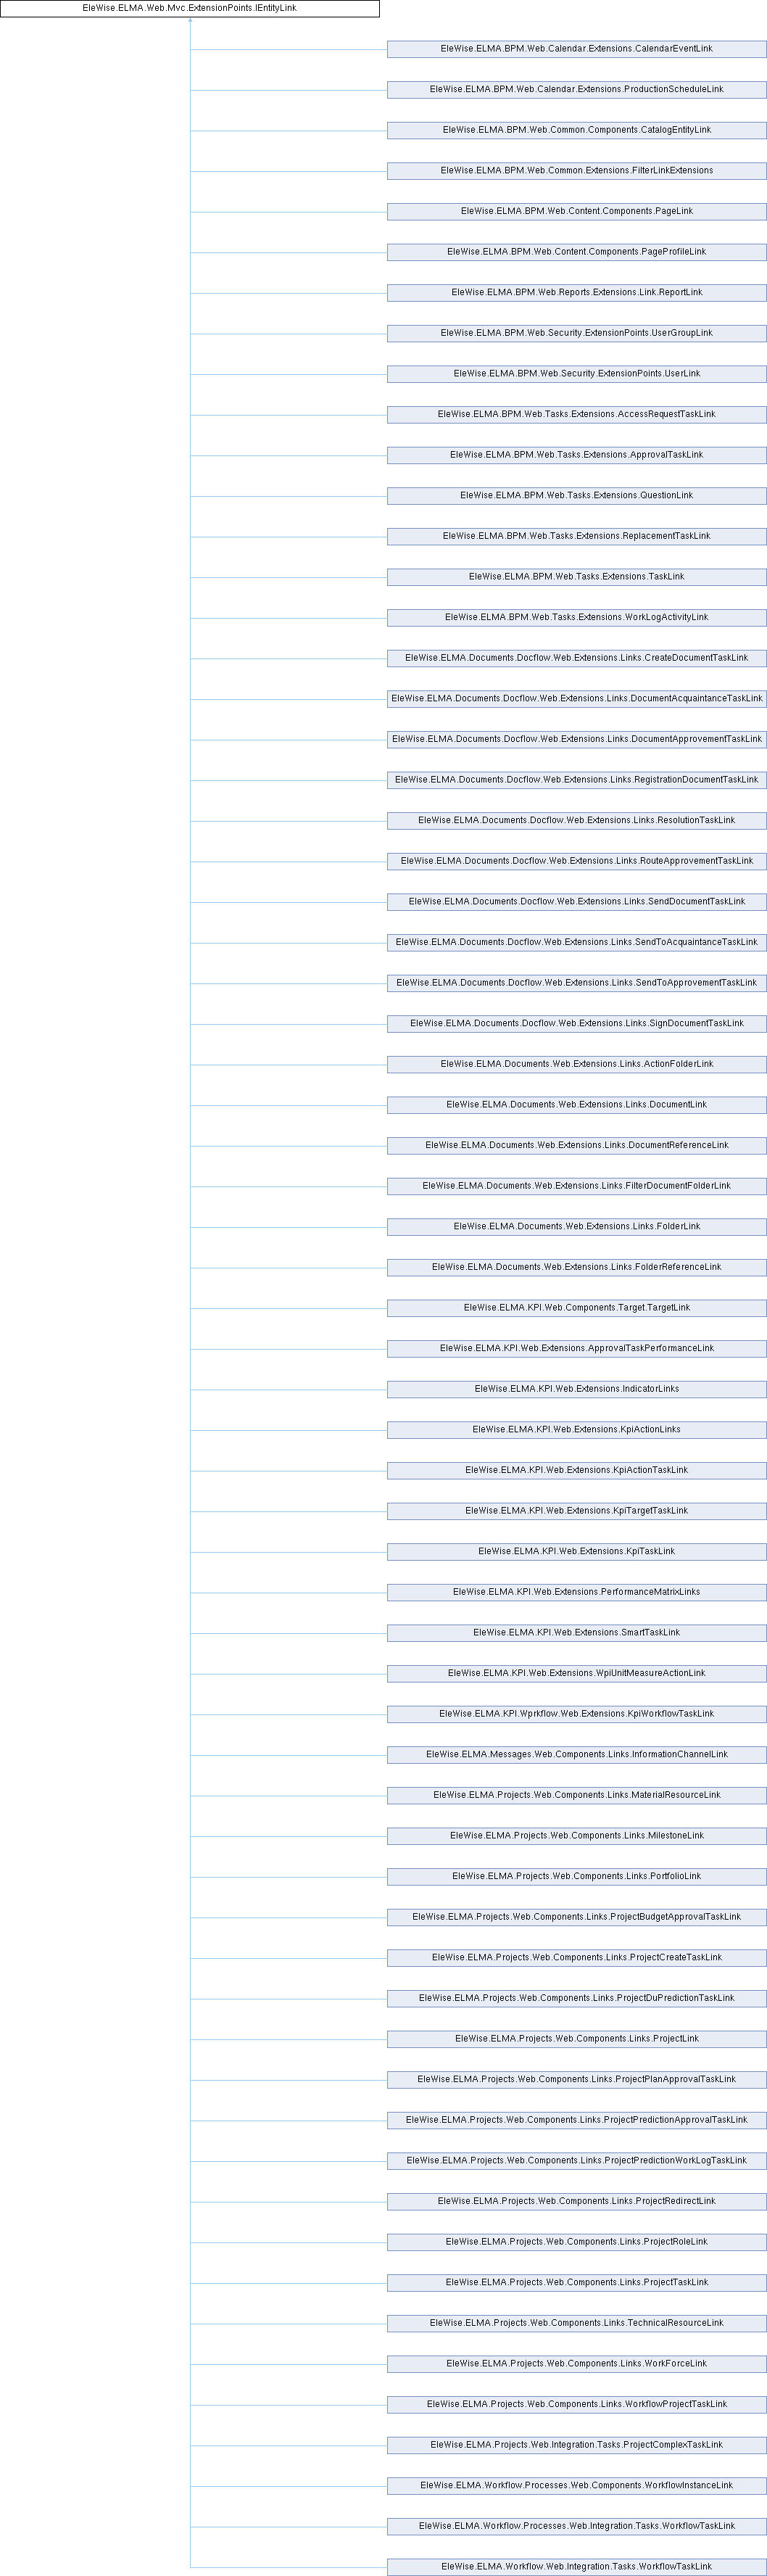 EleWise.ELMA.Web.Mvc.ExtensionPoints.IEntityLink
EleWise.ELMA.BPM.Web.Calendar.Extensions.CalendarEventLink
EleWise.ELMA.BPM.Web.Calendar.Extensions.ProductionScheduleLink
EleWise.ELMA.BPM.Web.Common.Components.CatalogEntityLink
EleWise.ELMA.BPM.Web.Common.Extensions.FilterLinkExtensions
EleWise.ELMA.BPM.Web.Content.Components.PageLink
EleWise.ELMA.BPM.Web.Content.Components.PageProfileLink
EleWise.ELMA.BPM.Web.Reports.Extensions.Link.ReportLink
EleWise.ELMA.BPM.Web.Security.ExtensionPoints.UserGroupLink
EleWise.ELMA.BPM.Web.Security.ExtensionPoints.UserLink
EleWise.ELMA.BPM.Web.Tasks.Extensions.AccessRequestTaskLink
EleWise.ELMA.BPM.Web.Tasks.Extensions.ApprovalTaskLink
EleWise.ELMA.BPM.Web.Tasks.Extensions.QuestionLink
EleWise.ELMA.BPM.Web.Tasks.Extensions.ReplacementTaskLink
EleWise.ELMA.BPM.Web.Tasks.Extensions.TaskLink
EleWise.ELMA.BPM.Web.Tasks.Extensions.WorkLogActivityLink
EleWise.ELMA.Documents.Docflow.Web.Extensions.Links.CreateDocumentTaskLink
EleWise.ELMA.Documents.Docflow.Web.Extensions.Links.DocumentAcquaintanceTaskLink
EleWise.ELMA.Documents.Docflow.Web.Extensions.Links.DocumentApprovementTaskLink
EleWise.ELMA.Documents.Docflow.Web.Extensions.Links.RegistrationDocumentTaskLink
EleWise.ELMA.Documents.Docflow.Web.Extensions.Links.ResolutionTaskLink
EleWise.ELMA.Documents.Docflow.Web.Extensions.Links.RouteApprovementTaskLink
EleWise.ELMA.Documents.Docflow.Web.Extensions.Links.SendDocumentTaskLink
EleWise.ELMA.Documents.Docflow.Web.Extensions.Links.SendToAcquaintanceTaskLink
EleWise.ELMA.Documents.Docflow.Web.Extensions.Links.SendToApprovementTaskLink
EleWise.ELMA.Documents.Docflow.Web.Extensions.Links.SignDocumentTaskLink
EleWise.ELMA.Documents.Web.Extensions.Links.ActionFolderLink
EleWise.ELMA.Documents.Web.Extensions.Links.DocumentLink
EleWise.ELMA.Documents.Web.Extensions.Links.DocumentReferenceLink
EleWise.ELMA.Documents.Web.Extensions.Links.FilterDocumentFolderLink
EleWise.ELMA.Documents.Web.Extensions.Links.FolderLink
EleWise.ELMA.Documents.Web.Extensions.Links.FolderReferenceLink
EleWise.ELMA.KPI.Web.Components.Target.TargetLink
EleWise.ELMA.KPI.Web.Extensions.ApprovalTaskPerformanceLink
EleWise.ELMA.KPI.Web.Extensions.IndicatorLinks
EleWise.ELMA.KPI.Web.Extensions.KpiActionLinks
EleWise.ELMA.KPI.Web.Extensions.KpiActionTaskLink
EleWise.ELMA.KPI.Web.Extensions.KpiTargetTaskLink
EleWise.ELMA.KPI.Web.Extensions.KpiTaskLink
EleWise.ELMA.KPI.Web.Extensions.PerformanceMatrixLinks
EleWise.ELMA.KPI.Web.Extensions.SmartTaskLink
EleWise.ELMA.KPI.Web.Extensions.WpiUnitMeasureActionLink
EleWise.ELMA.KPI.Wprkflow.Web.Extensions.KpiWorkflowTaskLink
EleWise.ELMA.Messages.Web.Components.Links.InformationChannelLink
EleWise.ELMA.Projects.Web.Components.Links.MaterialResourceLink
EleWise.ELMA.Projects.Web.Components.Links.MilestoneLink
EleWise.ELMA.Projects.Web.Components.Links.PortfolioLink
EleWise.ELMA.Projects.Web.Components.Links.ProjectBudgetApprovalTaskLink
EleWise.ELMA.Projects.Web.Components.Links.ProjectCreateTaskLink
EleWise.ELMA.Projects.Web.Components.Links.ProjectDuPredictionTaskLink
EleWise.ELMA.Projects.Web.Components.Links.ProjectLink
EleWise.ELMA.Projects.Web.Components.Links.ProjectPlanApprovalTaskLink
EleWise.ELMA.Projects.Web.Components.Links.ProjectPredictionApprovalTaskLink
EleWise.ELMA.Projects.Web.Components.Links.ProjectPredictionWorkLogTaskLink
EleWise.ELMA.Projects.Web.Components.Links.ProjectRedirectLink
EleWise.ELMA.Projects.Web.Components.Links.ProjectRoleLink
EleWise.ELMA.Projects.Web.Components.Links.ProjectTaskLink
EleWise.ELMA.Projects.Web.Components.Links.TechnicalResourceLink
EleWise.ELMA.Projects.Web.Components.Links.WorkForceLink
EleWise.ELMA.Projects.Web.Components.Links.WorkflowProjectTaskLink
EleWise.ELMA.Projects.Web.Integration.Tasks.ProjectComplexTaskLink
EleWise.ELMA.Workflow.Processes.Web.Components.WorkflowInstanceLink
EleWise.ELMA.Workflow.Processes.Web.Integration.Tasks.WorkflowTaskLink
EleWise.ELMA.Workflow.Web.Integration.Tasks.WorkflowTaskLink